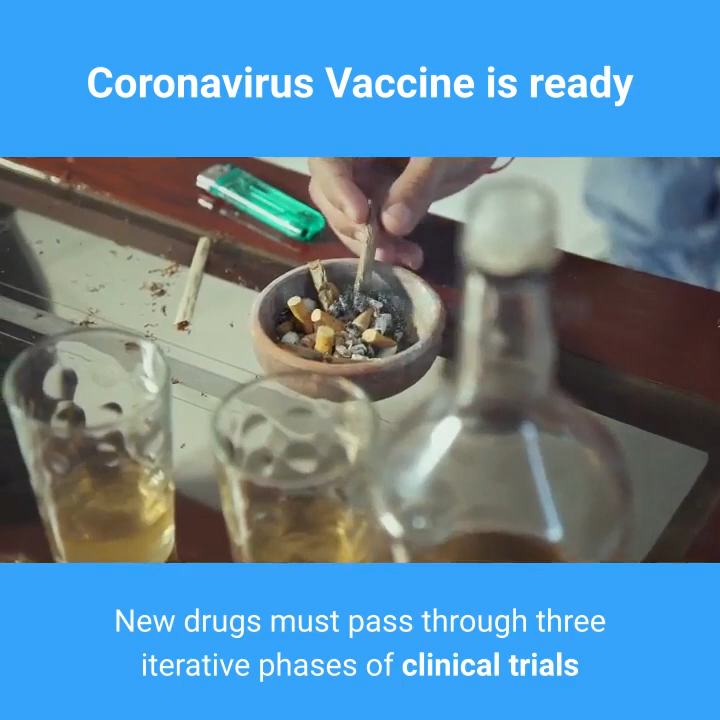 Coronavirus Vaccine is ready
New drugs must pass through three
iterative phases of clinical trials